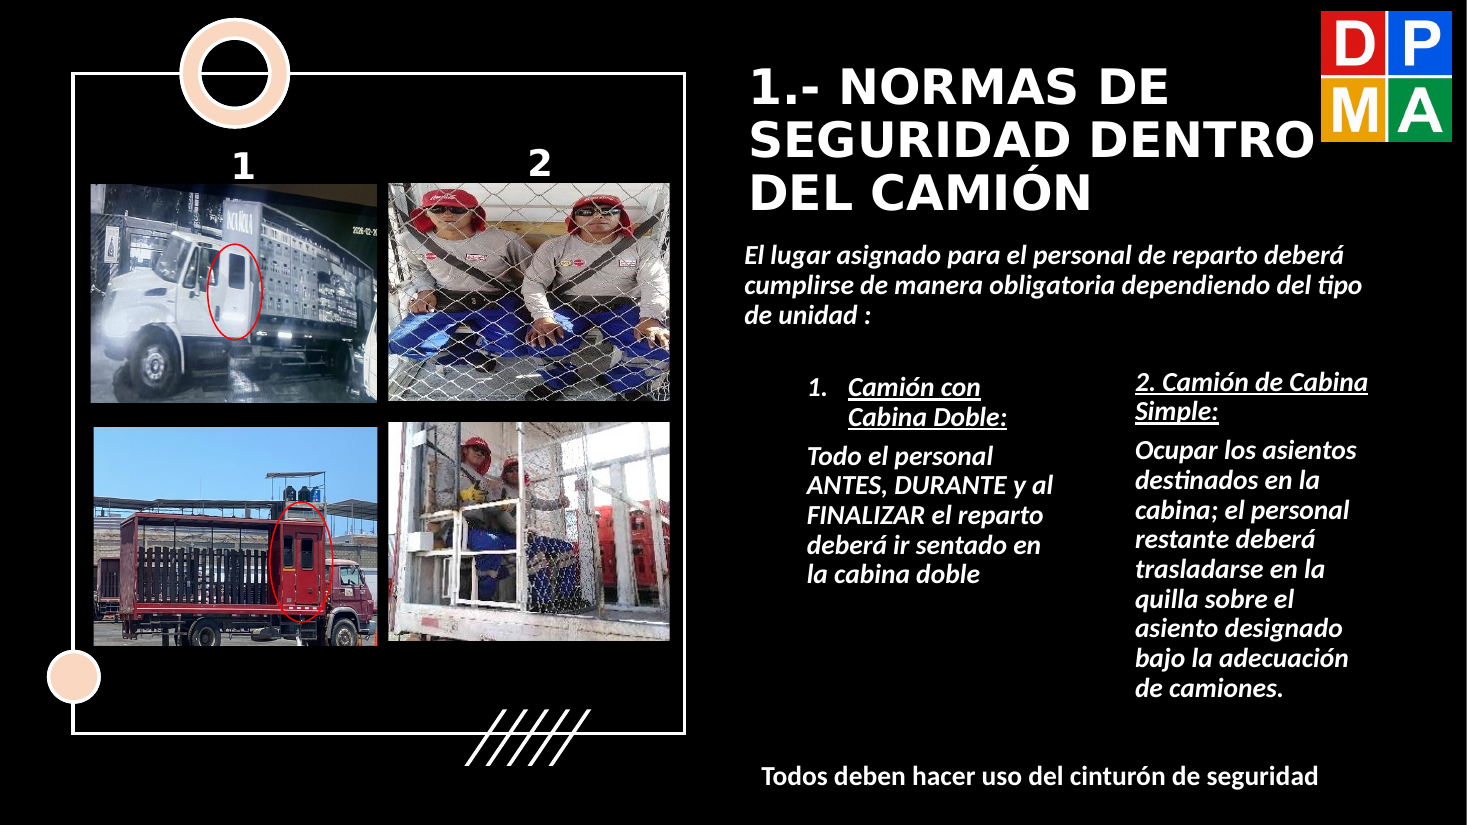 DP
MA
1.- NORMAS DE
SEGURIDAD DENTRO
DEL CAMIÓN
1
2
INCA KOLA
El lugar asignado para el personal de reparto deberá
cumplirse de manera obligatoria dependiendo del tipo
de unidad :
1. Camión con
Cabina Doble:
Todo el personal
ANTES, DURANTE y al
FINALIZAR el reparto
deberá ir sentado en
la cabina doble
2. Camión de Cabina
Simple:
Ocupar los asientos
destinados en la
cabina; el personal
restante deberá
trasladarse en la
quilla sobre el
asiento designado
bajo la adecuación
de camiones.
Todos deben hacer uso del cinturón de seguridad